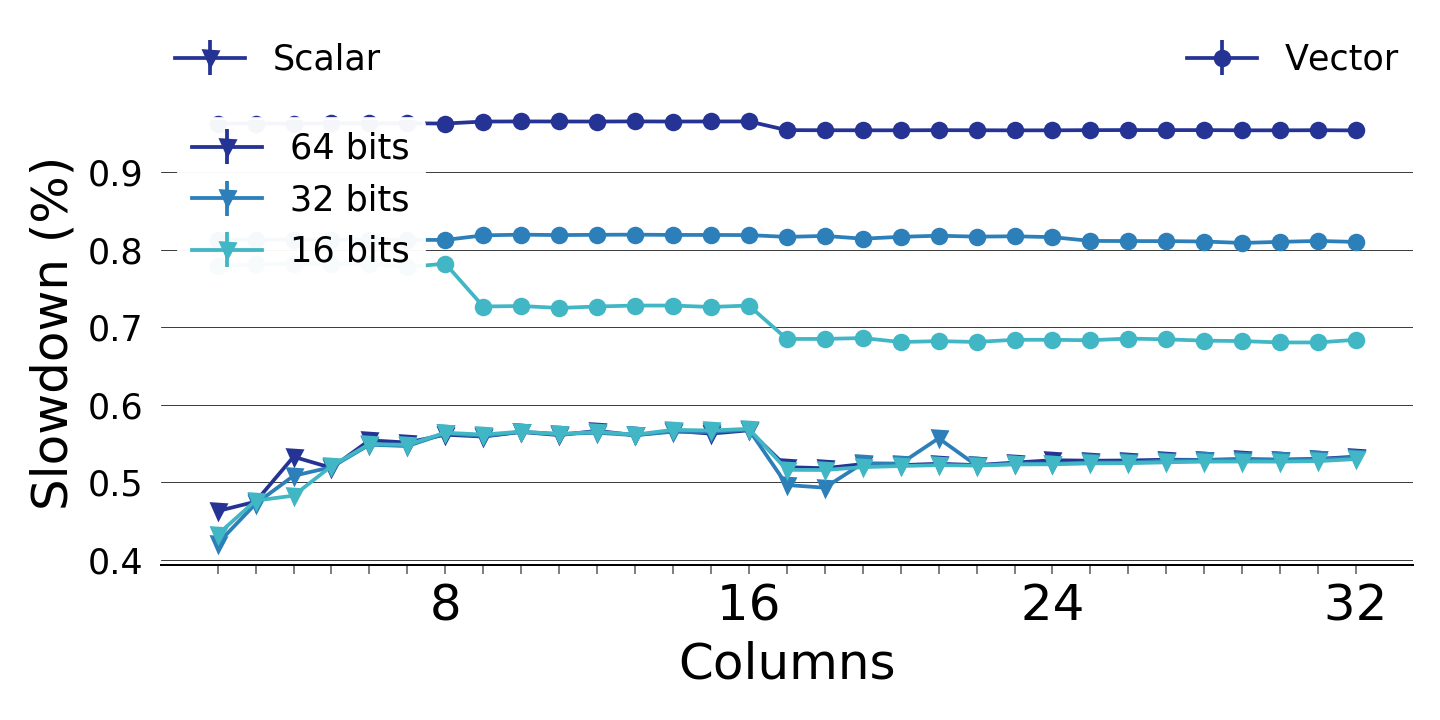 Scalar
Vector
64 bits
32 bits
16 bits
Slowdown (%)
0.9
0.8
0.7
0.6
0.5
0.4
8 16 24 32
Columns